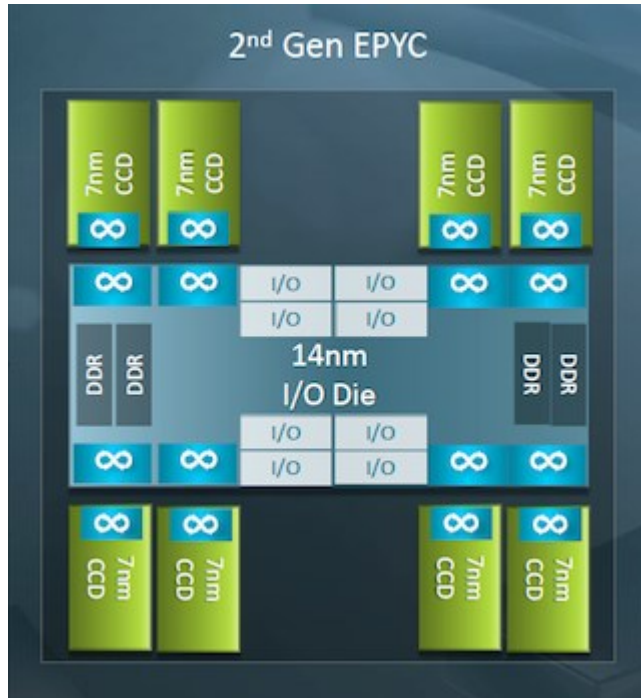 2nd Gen EPYC
7nm
CCD
7nm
CCD
7nm
CCD
7nm
CCD
∞
∞
∞
∞
∞
∞
I/O
I/O
∞
∞
I/O
I/O
DDR
DDR
14nm
I/O Die
DDR
DDR
∞
∞
I/O
I/O
∞
∞
I/O
I/O
∞
∞
∞
∞
7nm
CCD
7nm
CCD
7nm
CCD
7nm
CCD